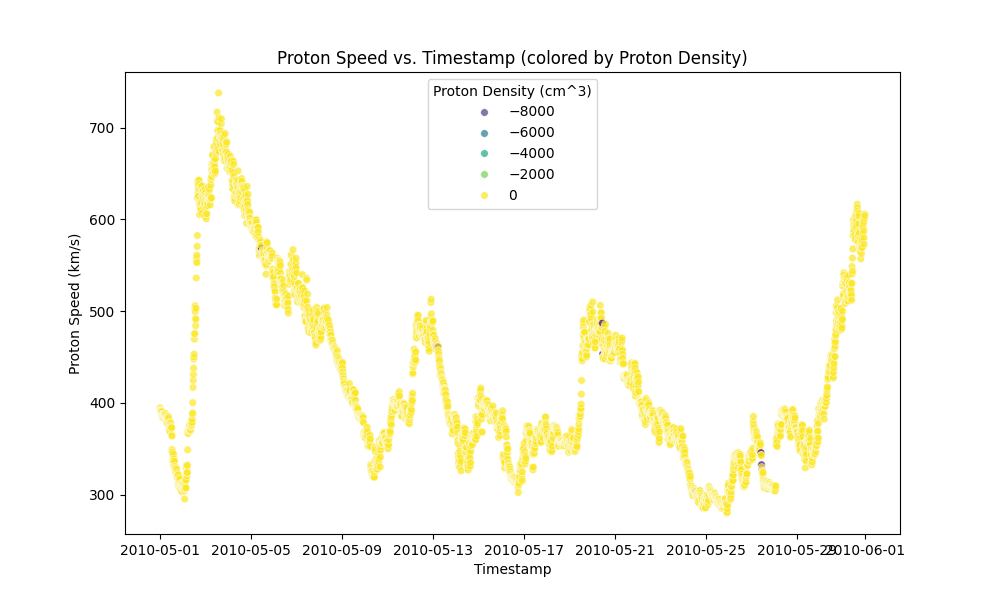 Proton Speed vs. Timestamp (colored by Proton Density)
Proton Density (cm^3)
−8000
−6000
−4000
−2000
0
700
600
500
400
300
Proton Speed (km/s)
2010-05-01 2010-05-05 2010-05-09 2010-05-13 2010-05-17 2010-05-21 2010-05-25 2010-05-29 2010-06-01
Timestamp